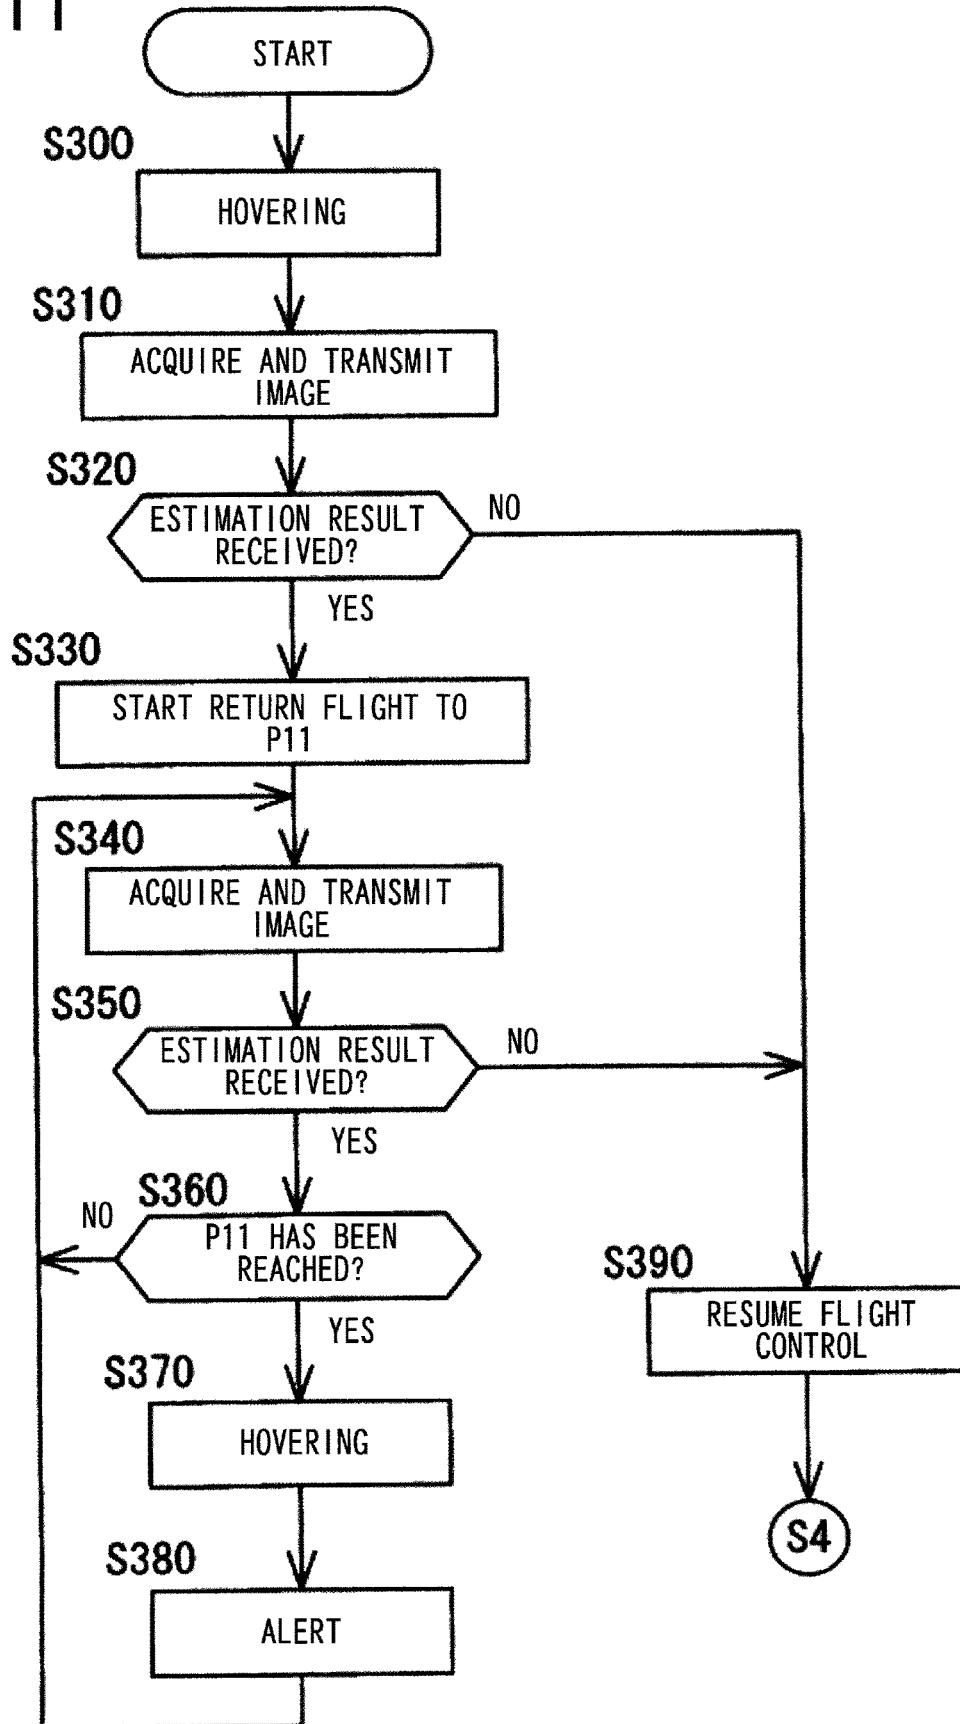 START
S300
HOVERING
S310
ACQUIRE AND TRANSMIT
IMAGE
S320
ESTIMATION RESULT
RECEIVED?
NO
YES
S330
START RETURN FLIGHT TO
P11
S340
ACQUIRE AND TRANSMIT
IMAGE
S350
ESTIMATION RESULT
RECEIVED?
NO
YES
S360
NO
P11 HAS BEEN
REACHED?
YES
S390
RESUME FLIGHT
CONTROL
S370
HOVERING
S4
S380
ALERT